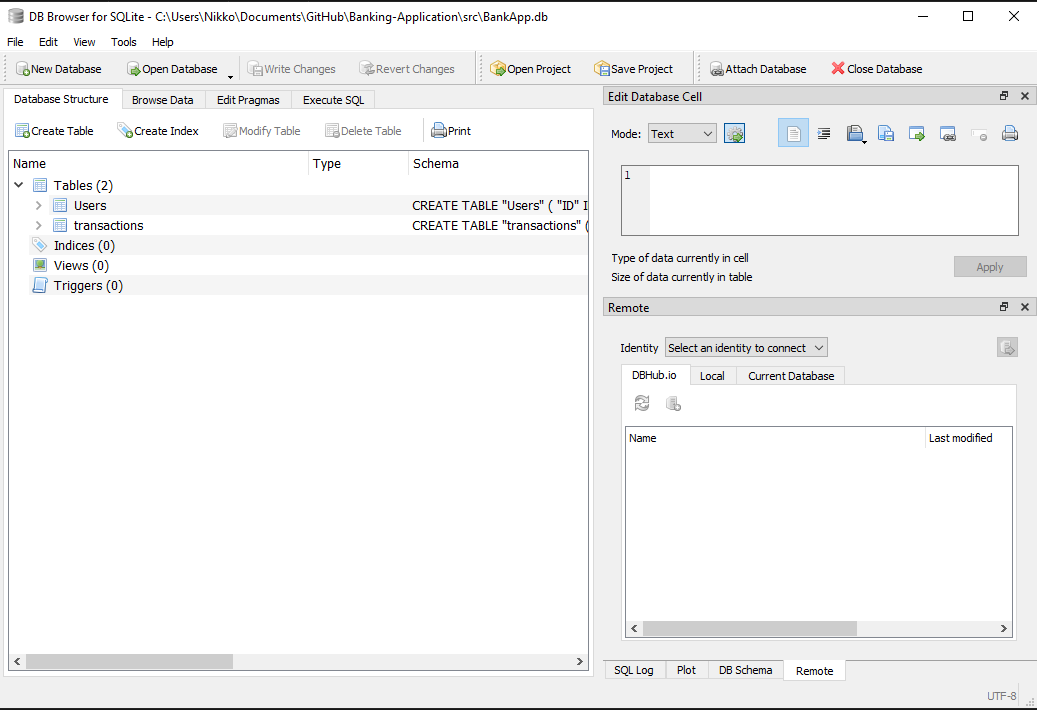 DB Browser for SQLite - C:\Users\Nikko\Documents\GitHub\Banking-Application\src\BankApp.db
File Edit View Tools Help
New Database Open Database Write Changes Revert Changes Open Project Save Project Attach Database Close Database
Database Structure Browse Data Edit Pragmas Execute SQL
Create Table Create Index Modify Table Delete Table Print
Name Type Schema
Tables (2)
Users CREATE TABLE "Users" ( "ID" I
transactions CREATE TABLE "transactions" (
Indices (0)
Views (0)
Triggers (0)
Edit Database Cell
Mode: Text
1
Type of data currently in cell
Size of data currently in table
Apply
Remote
Identity Select an identity to connect
DBHub.io Local Current Database
Name Last modified
SQL Log Plot DB Schema Remote
UTF-8